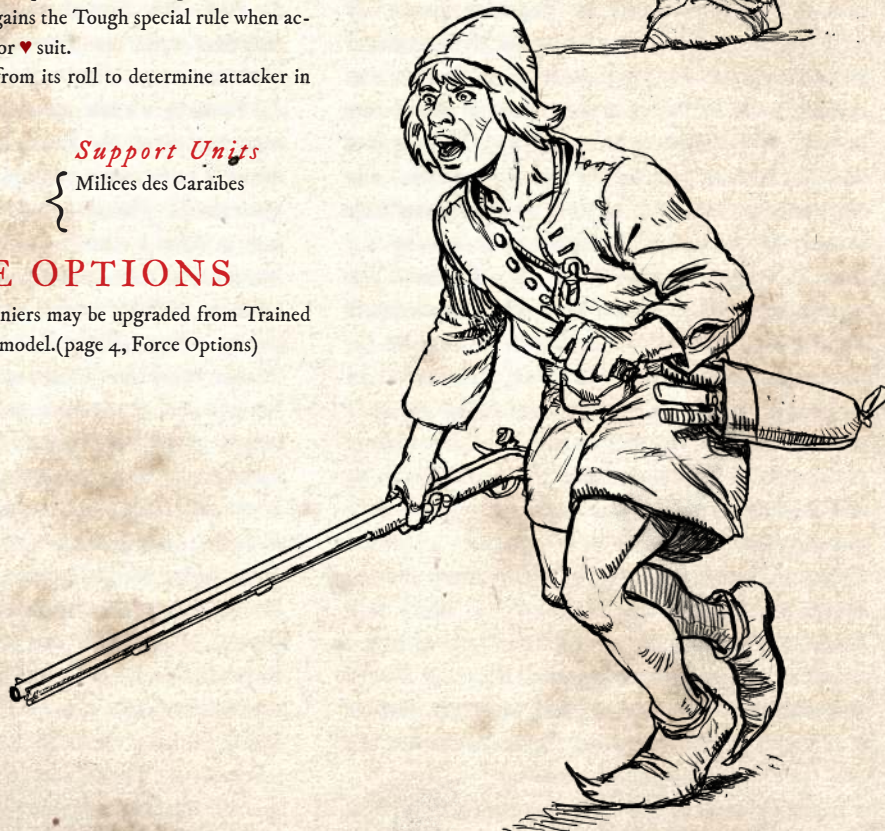 gains the Tough special rule when ac-
or ♥ suit.
from its roll to determine attacker in
Support Units
{ Milices des Caraïbes
E OPTIONS
niers may be upgraded from Trained
model.(page 4, Force Options)